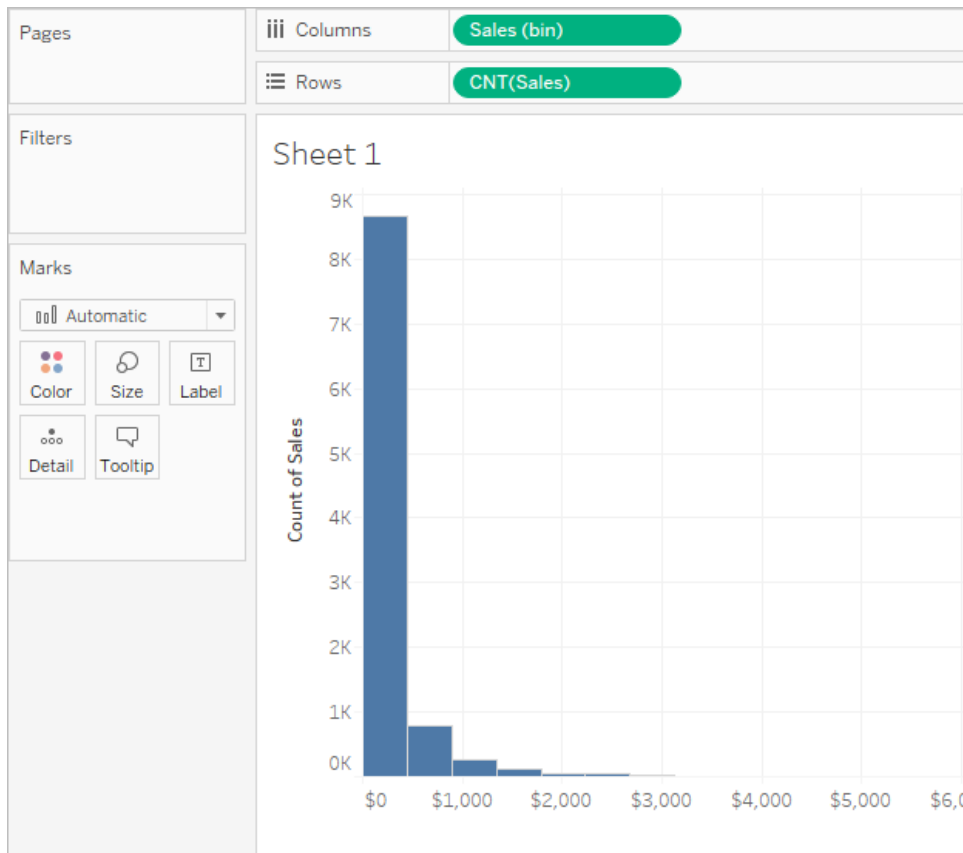 Pages
Columns
Sales (bin)
Rows
CNT(Sales)
Filters
Marks
Automatic
Color
Size
T
Label
Detail
Tooltip
Sheet 1
Count of Sales
9K
8K
7K
6K
5K
4K
3K
2K
1K
0K
$0 $1,000 $2,000 $3,000 $4,000 $5,000 $6,